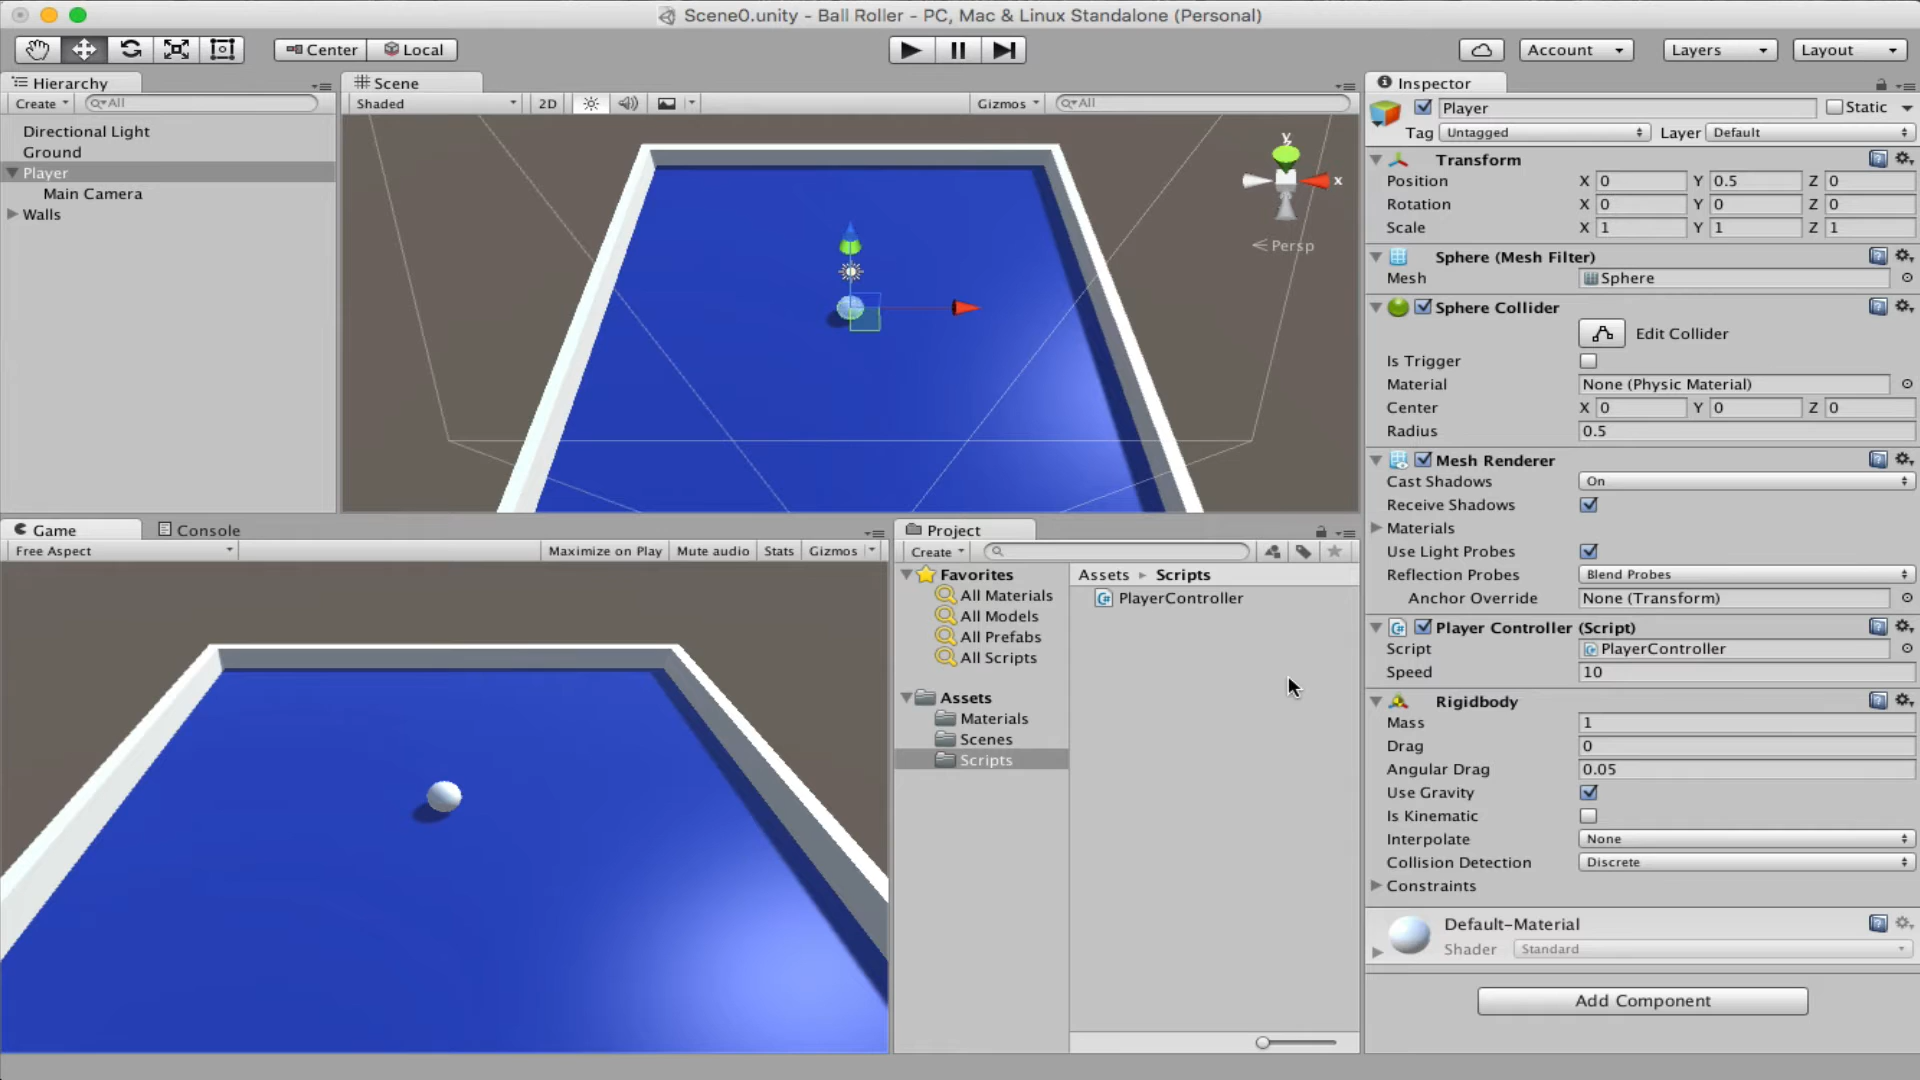 Scene0.unity - Ball Roller - PC, Mac & Linux Standalone (Personal)
Center
Local
Account
Layers
Layout
Hierarchy
Create
All
Directional Light
Ground
Player
Main Camera
Walls
Scene
Shaded
2D
Gizmos
All
y
x
Persp
Game
Console
Free Aspect
Maximize on Play
Mute audio
Stats
Gizmos
Project
Create
Favorites
All Materials
All Models
All Prefabs
All Scripts
Assets
Materials
Scenes
Scripts
Assets
Scripts
PlayerController
Inspector
Player
Static
Tag Untagged
Layer Default
Transform
Position X 0 Y 0.5 Z 0
Rotation X 0 Y 0 Z 0
Scale X 1 Y 1 Z 1
Sphere (Mesh Filter)
Mesh Sphere
Sphere Collider
Edit Collider
Is Trigger
Material None (Physic Material)
Center X 0 Y 0 Z 0
Radius 0.5
Mesh Renderer
Cast Shadows On
Receive Shadows
Materials
Use Light Probes
Reflection Probes Blend Probes
Anchor Override None (Transform)
Player Controller (Script)
Script PlayerController
Speed 10
Rigidbody
Mass 1
Drag 0
Angular Drag 0.05
Use Gravity
Is Kinematic
Interpolate None
Collision Detection Discrete
Constraints
Default-Material
Shader Standard
Add Component